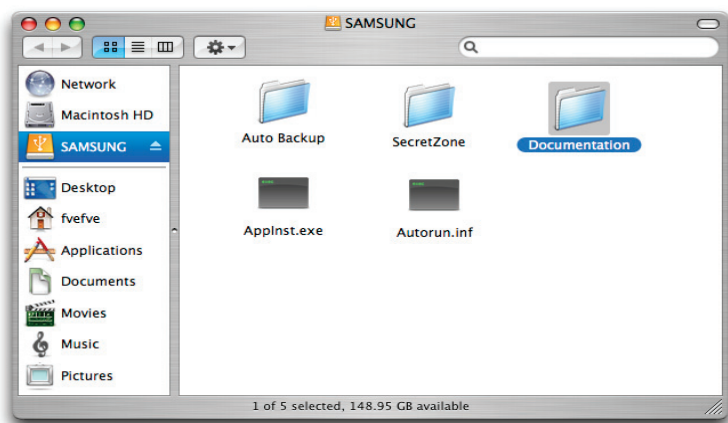 SAMSUNG
Network
Macintosh HD
SAMSUNG
Desktop
fvefve
Applications
Documents
Movies
Music
Pictures
Auto Backup
SecretZone
Documentation
AppInst.exe
Autorun.inf
1 of 5 selected, 148.95 GB available